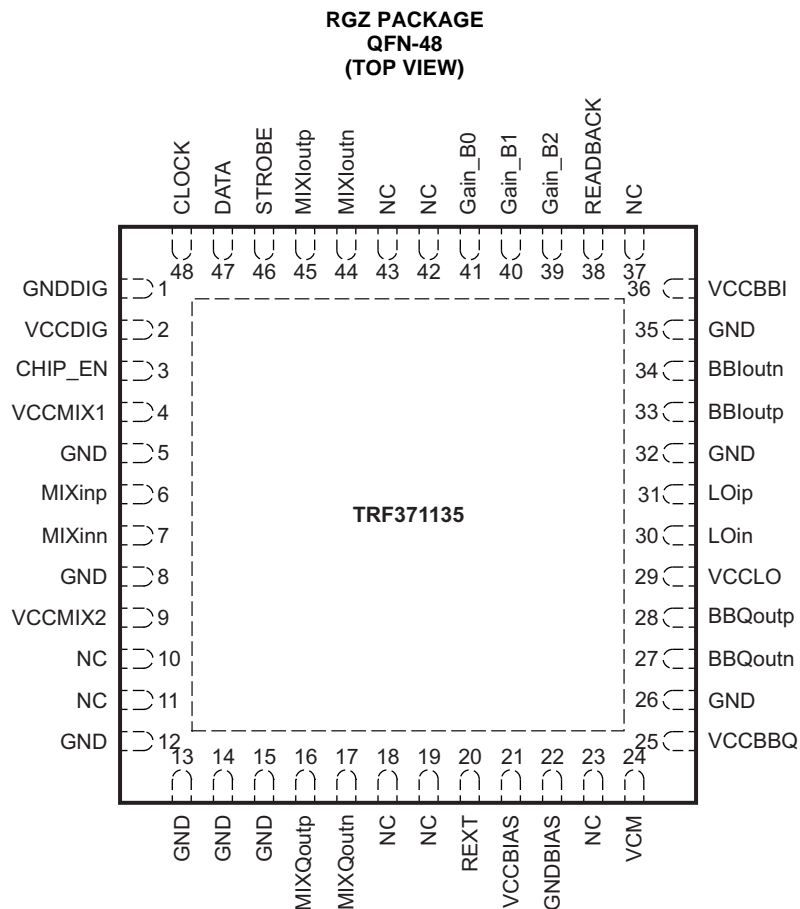 RGZ PACKAGE
QFN-48
(TOP VIEW)
CLOCK
DATA
STROBE
MIXIoutp
MIXIoutn
NC
NC
Gain_B0
Gain_B1
Gain_B2
READBACK
NC
48 47 46 45 44 43 42 41 40 39 38 37
GNDDIG 1
VCCDIG 2
CHIP_EN 3
VCCMIX1 4
GND 5
MIXinp 6
MIXinn 7
GND 8
VCCMIX2 9
NC 10
NC 11
GND 12
TRF371135
36 VCCBBI
35 GND
34 BBIoutn
33 BBIoutp
32 GND
31 LOip
30 LOin
29 VCCLO
28 BBQoutp
27 BBQoutn
26 GND
25 VCCBBQ
13 14 15 16 17 18 19 20 21 22 23 24
GND
GND
GND
MIXQoutp
MIXQoutn
NC
NC
REXT
VCCBIAS
GNDBIAS
NC
VCM